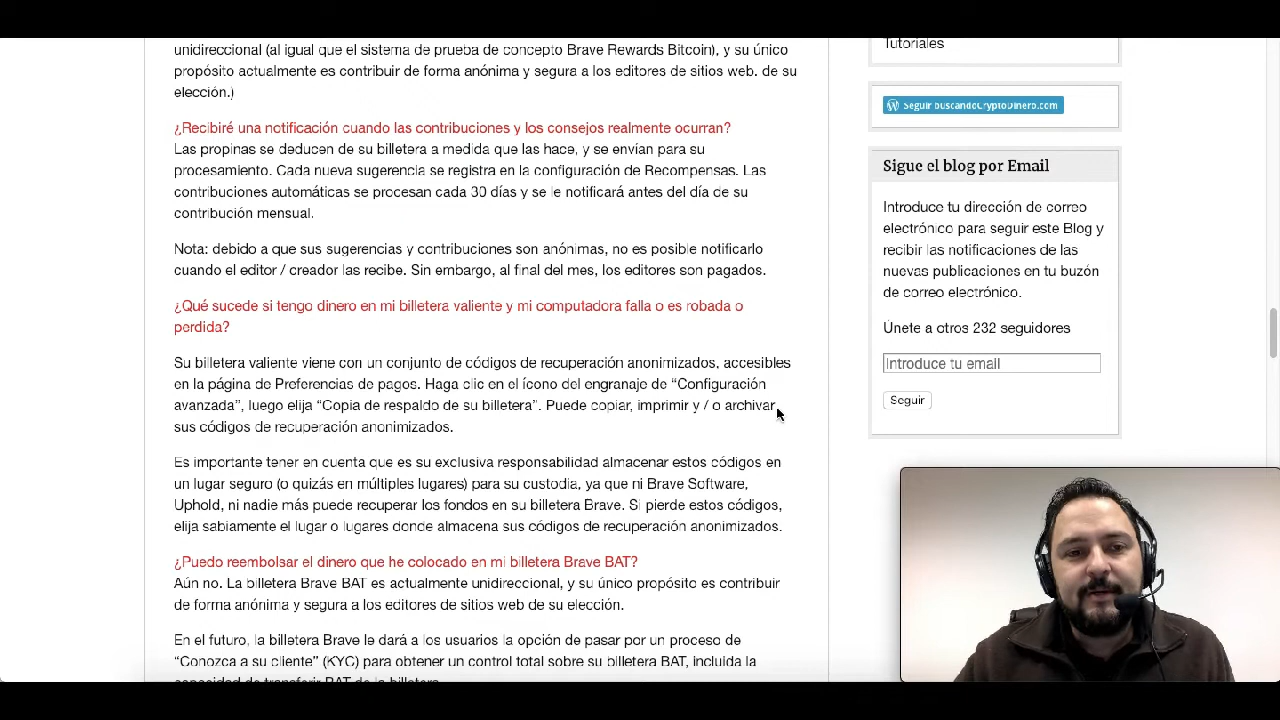 unidireccional (al igual que el sistema de prueba de concepto Brave Rewards Bitcoin), y su único
propósito actualmente es contribuir de forma anónima y segura a los editores de sitios web. de su
elección.)
¿Recibiré una notificación cuando las contribuciones y los consejos realmente ocurran?
Las propinas se deducen de su billetera a medida que las hace, y se envían para su
procesamiento. Cada nueva sugerencia se registra en la configuración de Recompensas. Las
contribuciones automáticas se procesan cada 30 días y se le notificará antes del día de su
contribución mensual.
Nota: debido a que sus sugerencias y contribuciones son anónimas, no es posible notificarlo
cuando el editor / creador las recibe. Sin embargo, al final del mes, los editores son pagados.
¿Qué sucede si tengo dinero en mi billetera valiente y mi computadora falla o es robada o
perdida?
Su billetera valiente viene con un conjunto de códigos de recuperación anonimizados, accesibles
en la página de Preferencias de pagos. Haga clic en el ícono del engranaje de “Configuración
avanzada”, luego elija “Copia de respaldo de su billetera”. Puede copiar, imprimir y / o archivar
sus códigos de recuperación anonimizados.
Es importante tener en cuenta que es su exclusiva responsabilidad almacenar estos códigos en
un lugar seguro (o quizás en múltiples lugares) para su custodia, ya que ni Brave Software,
Uphold, ni nadie más puede recuperar los fondos en su billetera Brave. Si pierde estos códigos,
elija sabiamente el lugar o lugares donde almacena sus códigos de recuperación anonimizados.
¿Puedo reembolsar el dinero que he colocado en mi billetera Brave BAT?
Aún no. La billetera Brave BAT es actualmente unidireccional, y su único propósito es contribuir
de forma anónima y segura a los editores de sitios web de su elección.
En el futuro, la billetera Brave le dará a los usuarios la opción de pasar por un proceso de
“Conozca a su cliente” (KYC) para obtener un control total sobre su billetera BAT, incluida la
capacidad de transferir BAT de la billetera.
Tutoriales
Seguir buscandoCryptoDinero.com
Sigue el blog por Email
Introduce tu dirección de correo
electrónico para seguir este Blog y
recibir las notificaciones de las
nuevas publicaciones en tu buzón
de correo electrónico.
Únete a otros 232 seguidores
Introduce tu email
Seguir